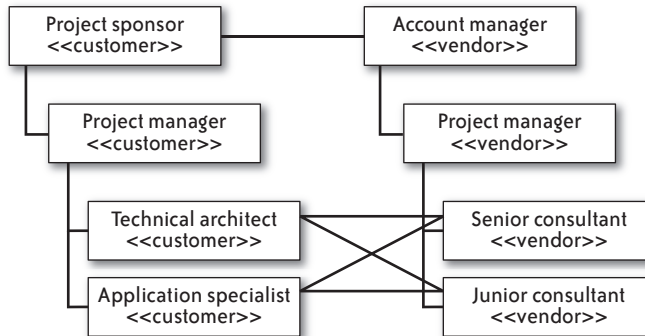 Project sponsor
<<customer>>
Account manager
<<vendor>>
Project manager
<<customer>>
Project manager
<<vendor>>
Technical architect
<<customer>>
Senior consultant
<<vendor>>
Application specialist
<<customer>>
Junior consultant
<<vendor>>